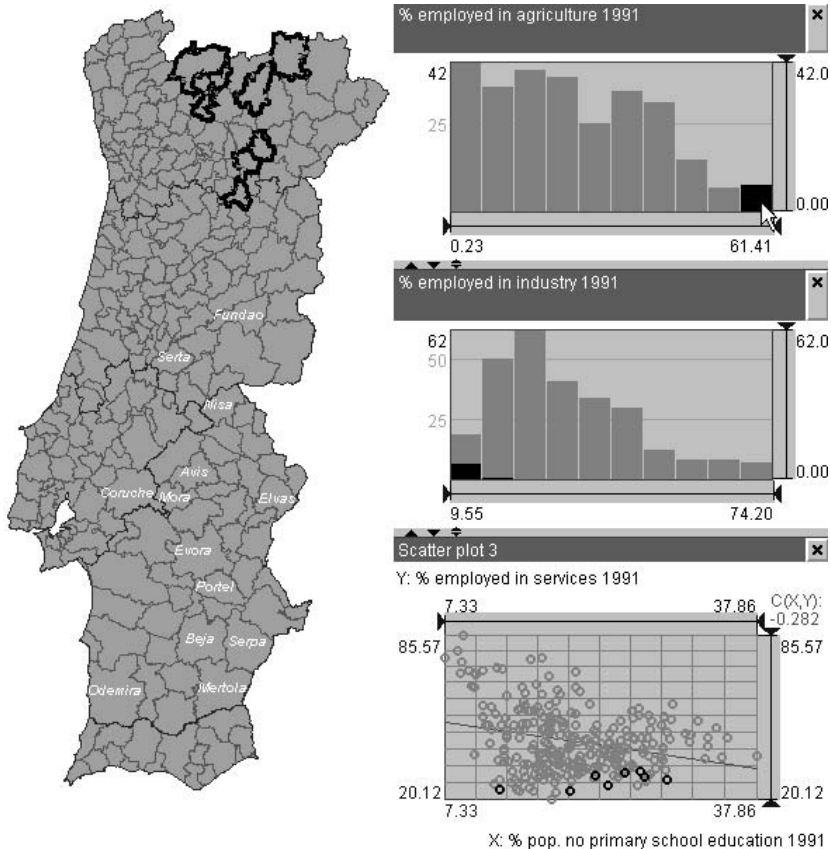 % employed in agriculture 1991
42
25
42.0
0.00
0.23
61.41
% employed in industry 1991
62
50
25
62.0
0.00
9.55
74.20
Scatter plot 3
Y: % employed in services 1991
7.33
37.86
C(X,Y):
-0.282
85.57
85.57
20.12
20.12
7.33
37.86
X: % pop. no primary school education 1991
Fundao
Serta
Nisa
Avis
Coruche
Mora
Elvas
Evora
Portel
Beja
Serpa
Odemira
Mertola